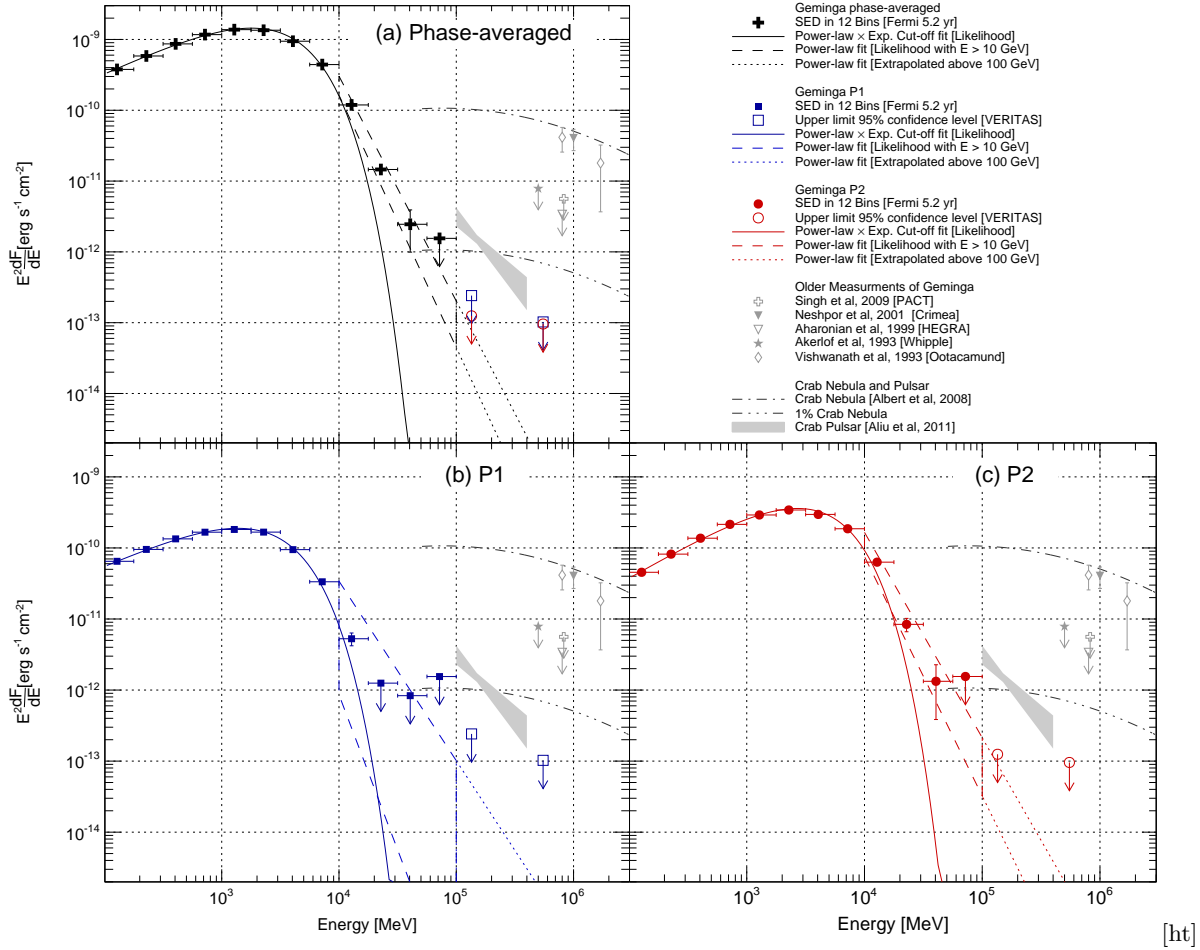 (a) Phase-averaged
E²dF/dE [erg s⁻¹ cm⁻²]
10⁻⁹
10⁻¹⁰
10⁻¹¹
10⁻¹²
10⁻¹³
10⁻¹⁴
10³ 10⁴ 10⁵ 10⁶
Geminga phase-averaged
SED in 12 Bins [Fermi 5.2 yr]
Power-law × Exp. Cut-off fit [Likelihood]
Power-law fit [Likelihood with E > 10 GeV]
Power-law fit [Extrapolated above 100 GeV]
Geminga P1
SED in 12 Bins [Fermi 5.2 yr]
Upper limit 95% confidence level [VERITAS]
Power-law × Exp. Cut-off fit [Likelihood]
Power-law fit [Likelihood with E > 10 GeV]
Power-law fit [Extrapolated above 100 GeV]
Geminga P2
SED in 12 Bins [Fermi 5.2 yr]
Upper limit 95% confidence level [VERITAS]
Power-law × Exp. Cut-off fit [Likelihood]
Power-law fit [Likelihood with E > 10 GeV]
Power-law fit [Extrapolated above 100 GeV]
Older Measurments of Geminga
Singh et al, 2009 [PACT]
Neshpor et al, 2001 [Crimea]
Aharonian et al, 1999 [HEGRA]
Akerlof et al, 1993 [Whipple]
Vishwanath et al, 1993 [Ootacamund]
Crab Nebula and Pulsar
Crab Nebula [Albert et al, 2008]
1% Crab Nebula
Crab Pulsar [Aliu et al, 2011]
(b) P1
E²dF/dE [erg s⁻¹ cm⁻²]
10⁻⁹
10⁻¹⁰
10⁻¹¹
10⁻¹²
10⁻¹³
10⁻¹⁴
10³ 10⁴ 10⁵ 10⁶
Energy [MeV]
(c) P2
10³ 10⁴ 10⁵ 10⁶
Energy [MeV]
[ht]